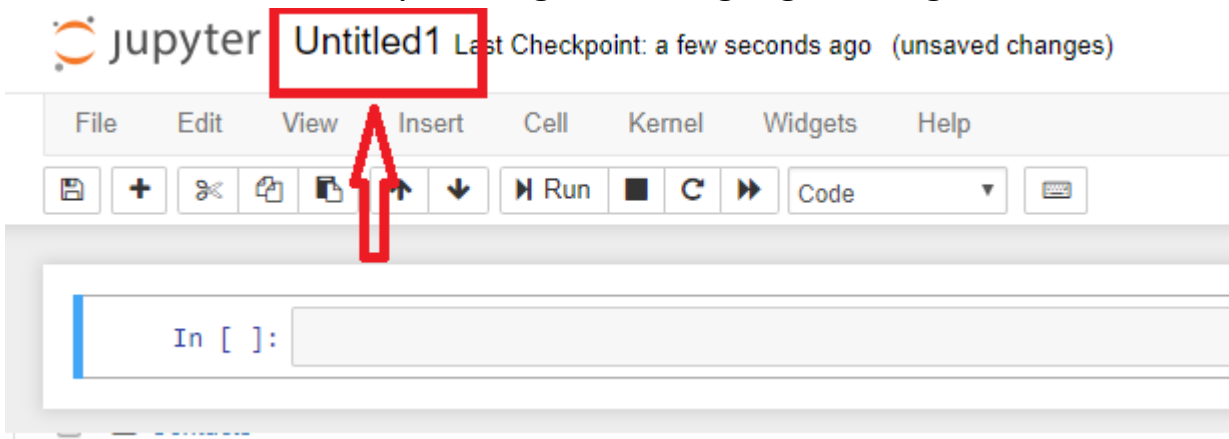 jupyter Untitled1 Last Checkpoint: a few seconds ago (unsaved changes)
File Edit View Insert Cell Kernel Widgets Help
Run Code
In [ ]: